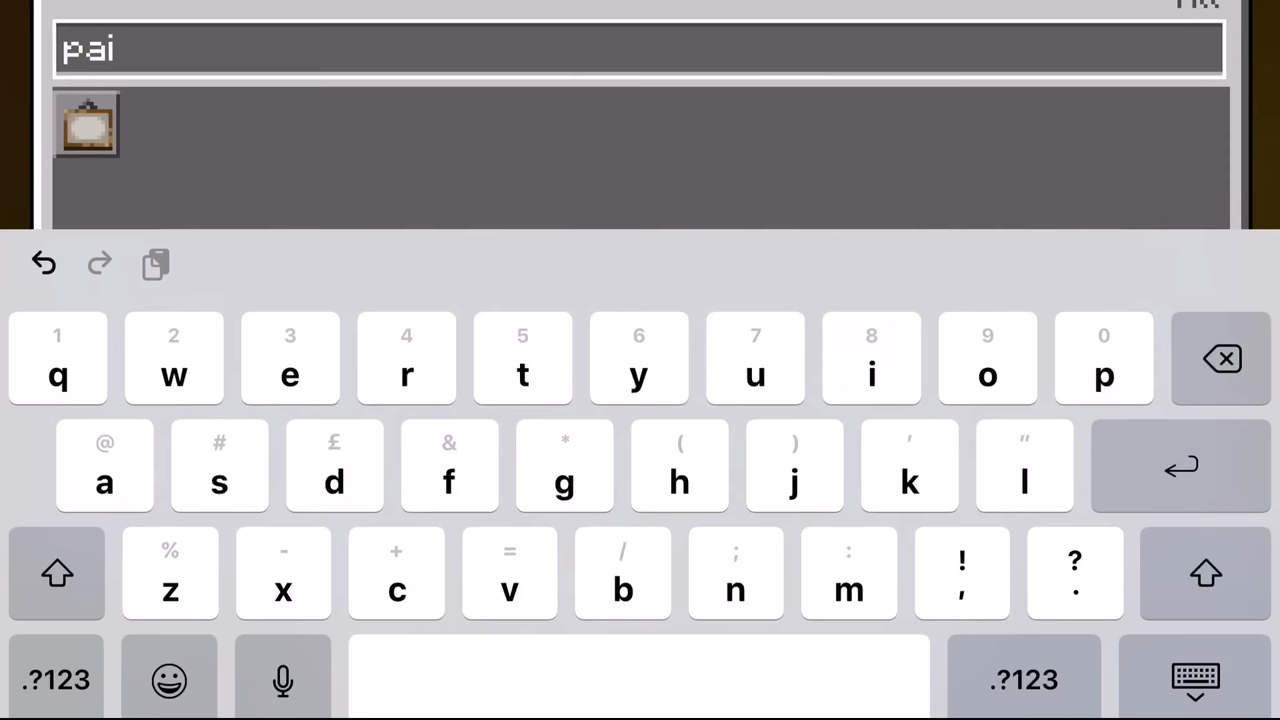 pai
1 2 3 4 5 6 7 8 9 0
q w e r t y u i o p
@ # £ & * ( ) ' "
a s d f g h j k l
% - + = / ; : ! ?
z x c v b n m , .
.?123 .?123